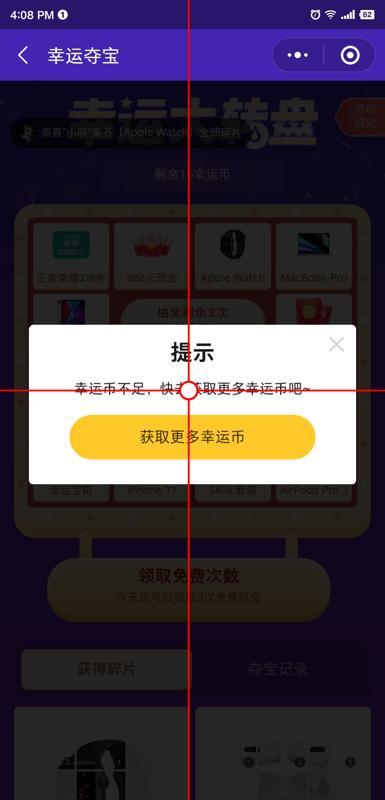 4:08 PM 1
82
幸运夺宝
幸运大转盘
活动
规则
恭喜"小萌"集齐【Apple Watch】全部碎片
剩余16幸运币
点券
王者荣耀2W券
888元现金
Apple Watch
MacBook Pro
抽奖剩余2次
提示
幸运币不足，快去获取更多幸运币吧~
获取更多幸运币
幸运宝箱
iPhone 11
SK-II 套装
AirPods Pro 3
领取免费次数
今天还可以领取3次免费机会
获得碎片
夺宝记录